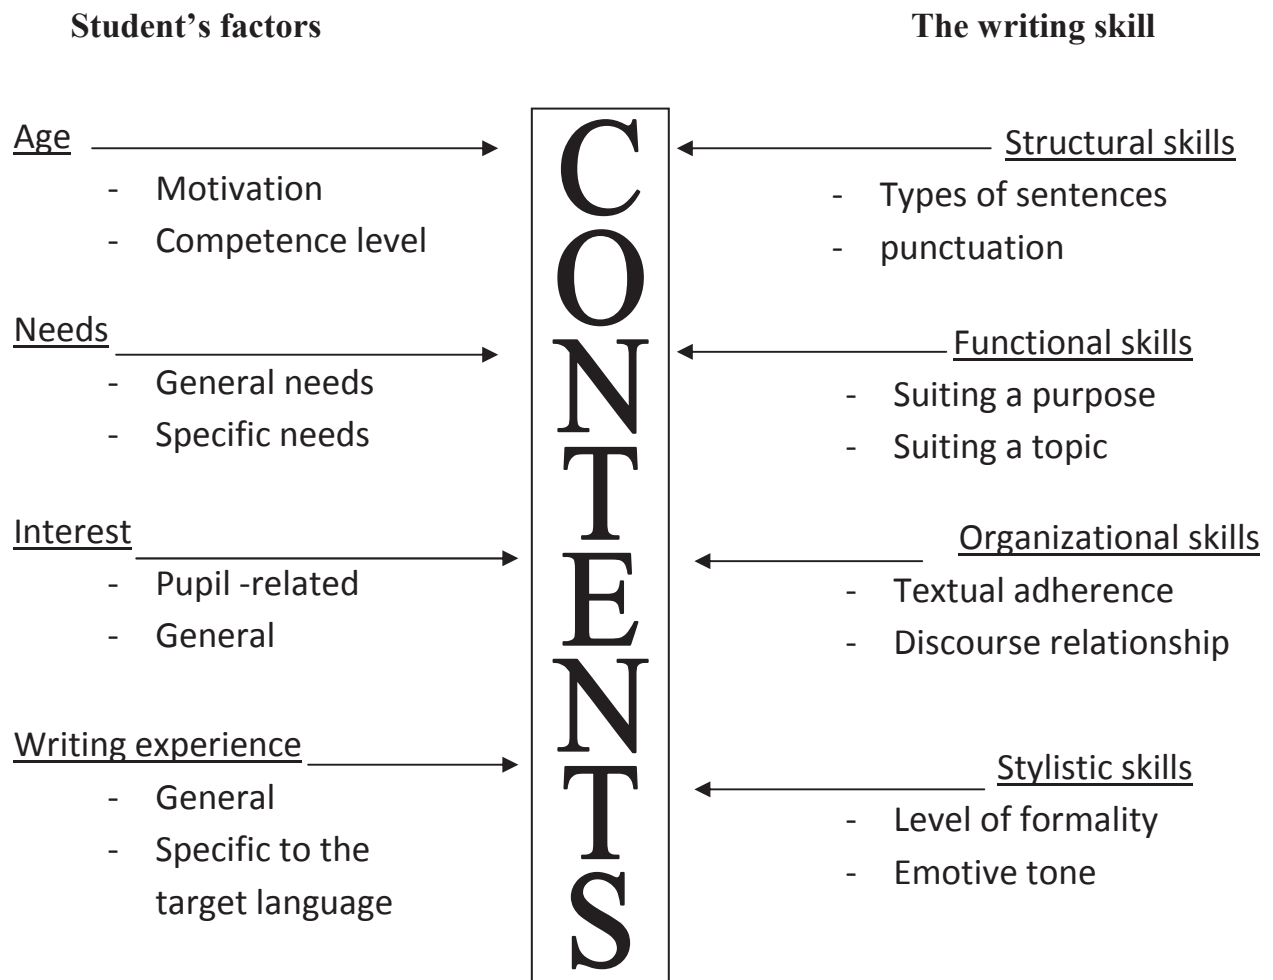 Student's factors
The writing skill
Age
- Motivation
- Competence level
Needs
- General needs
- Specific needs
Interest
- Pupil -related
- General
Writing experience
- General
- Specific to the
target language
CONTENTS
Structural skills
- Types of sentences
- punctuation
Functional skills
- Suiting a purpose
- Suiting a topic
Organizational skills
- Textual adherence
- Discourse relationship
Stylistic skills
- Level of formality
- Emotive tone